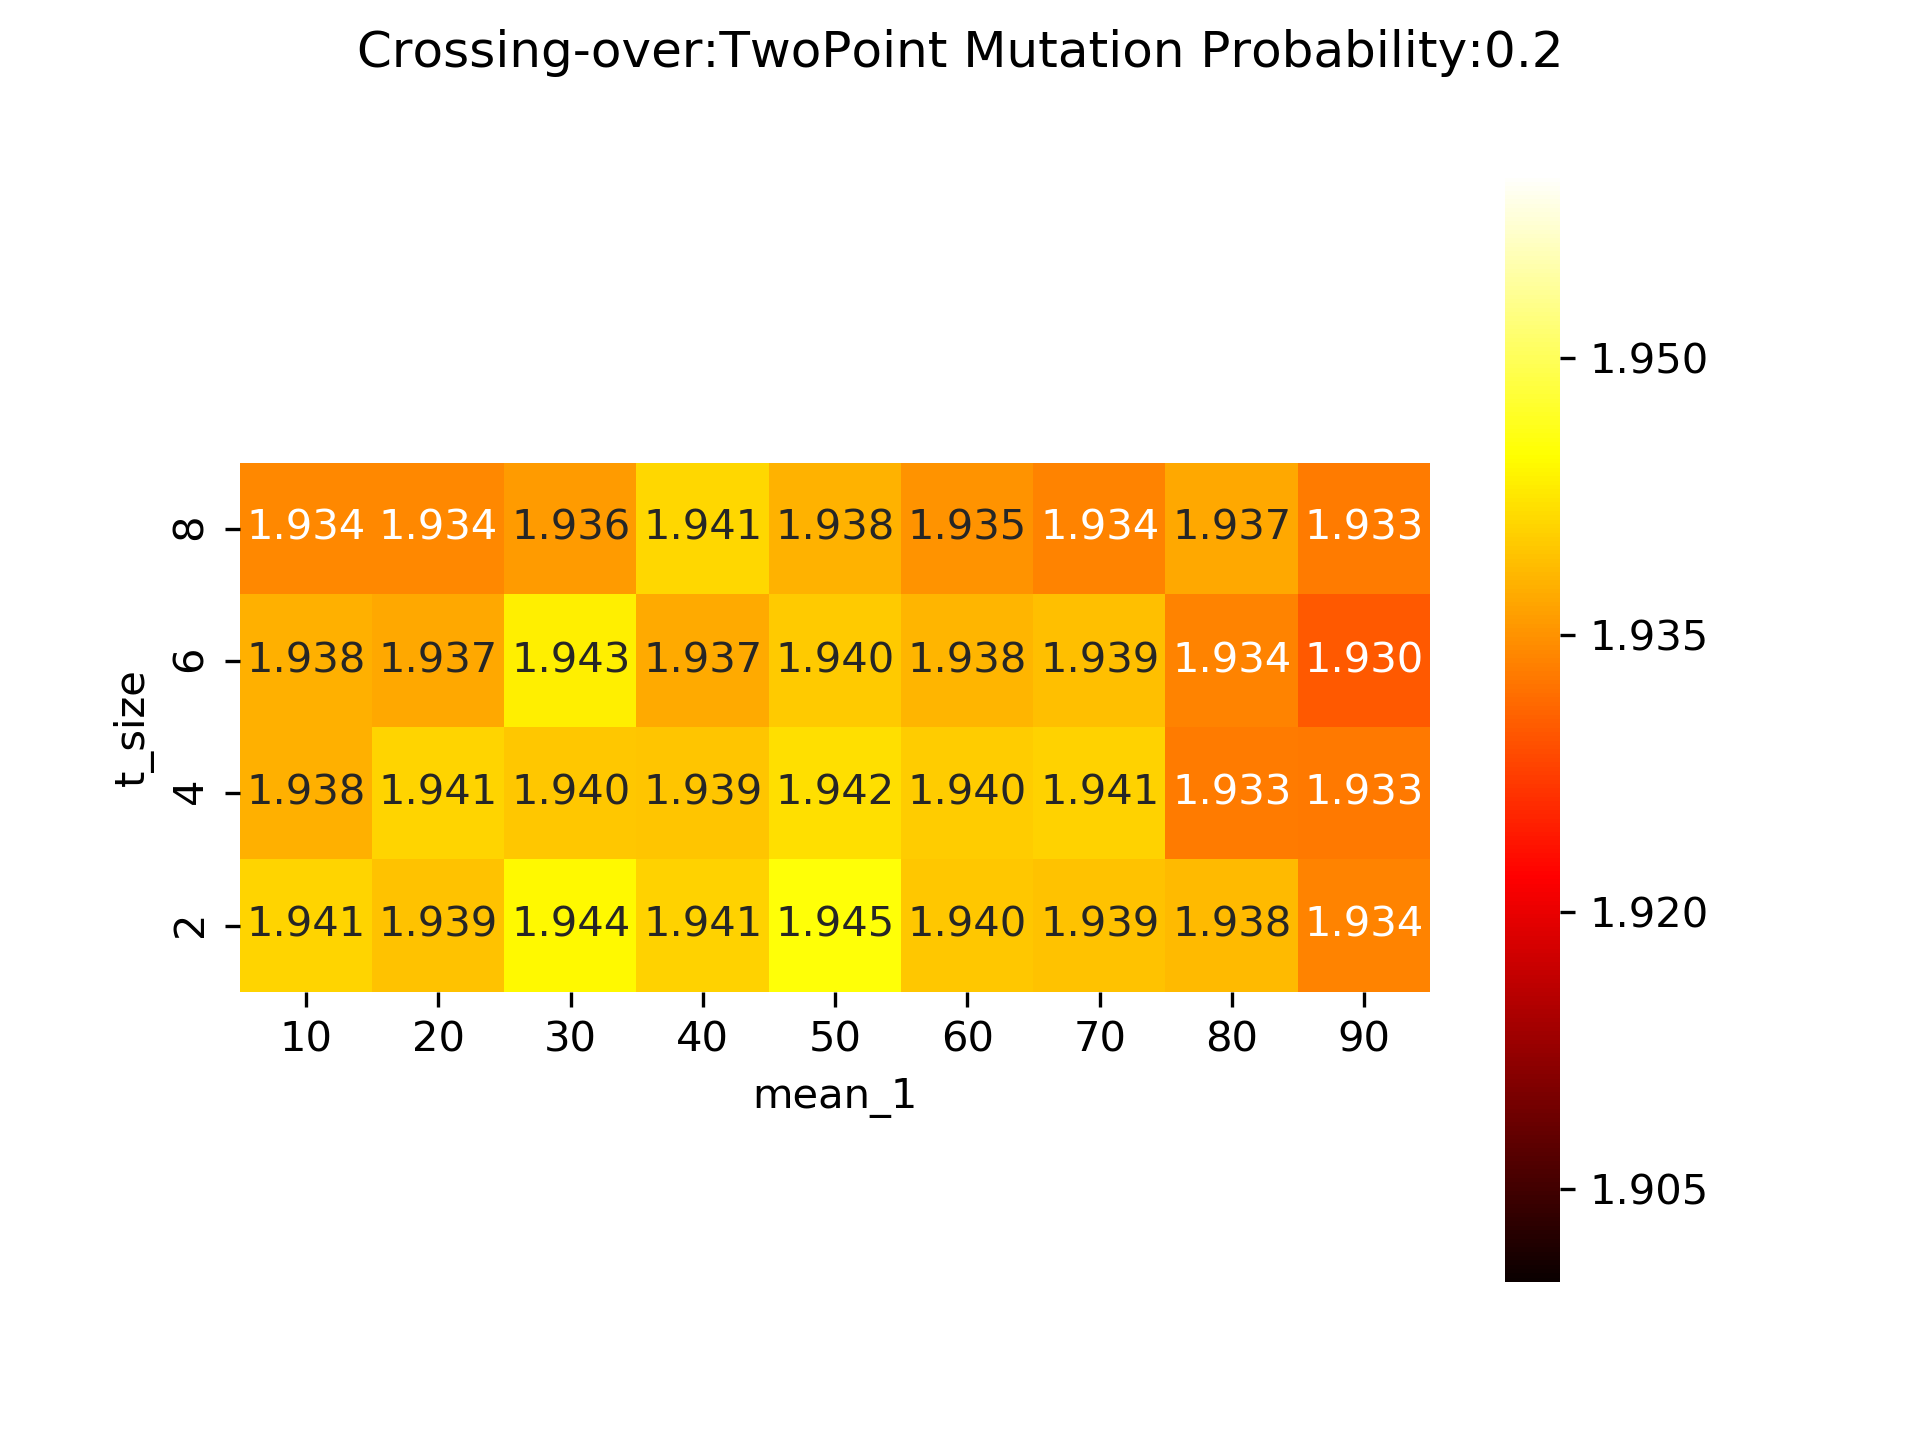 Crossing-over:TwoPoint Mutation Probability:0.2
t_size
8
1.934 1.934 1.936 1.941 1.938 1.935 1.934 1.937 1.933
6
1.938 1.937 1.943 1.937 1.940 1.938 1.939 1.934 1.930
4
1.938 1.941 1.940 1.939 1.942 1.940 1.941 1.933 1.933
2
1.941 1.939 1.944 1.941 1.945 1.940 1.939 1.938 1.934
10 20 30 40 50 60 70 80 90
mean_1
1.950
1.935
1.920
1.905